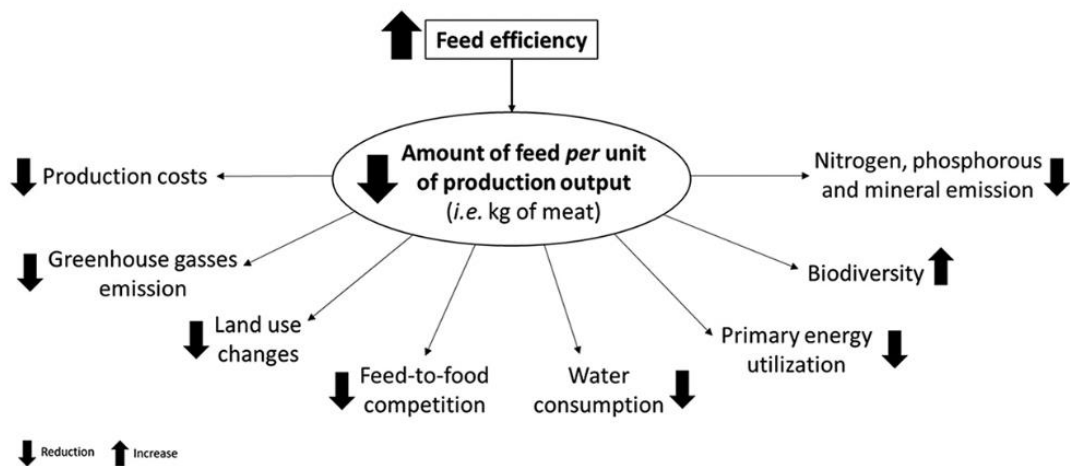 Feed efficiency
Amount of feed per unit
of production output
(i.e. kg of meat)
Production costs
Nitrogen, phosphorous
and mineral emission
Greenhouse gasses
emission
Biodiversity
Land use
changes
Primary energy
utilization
Feed-to-food
competition
Water
consumption
Reduction
Increase